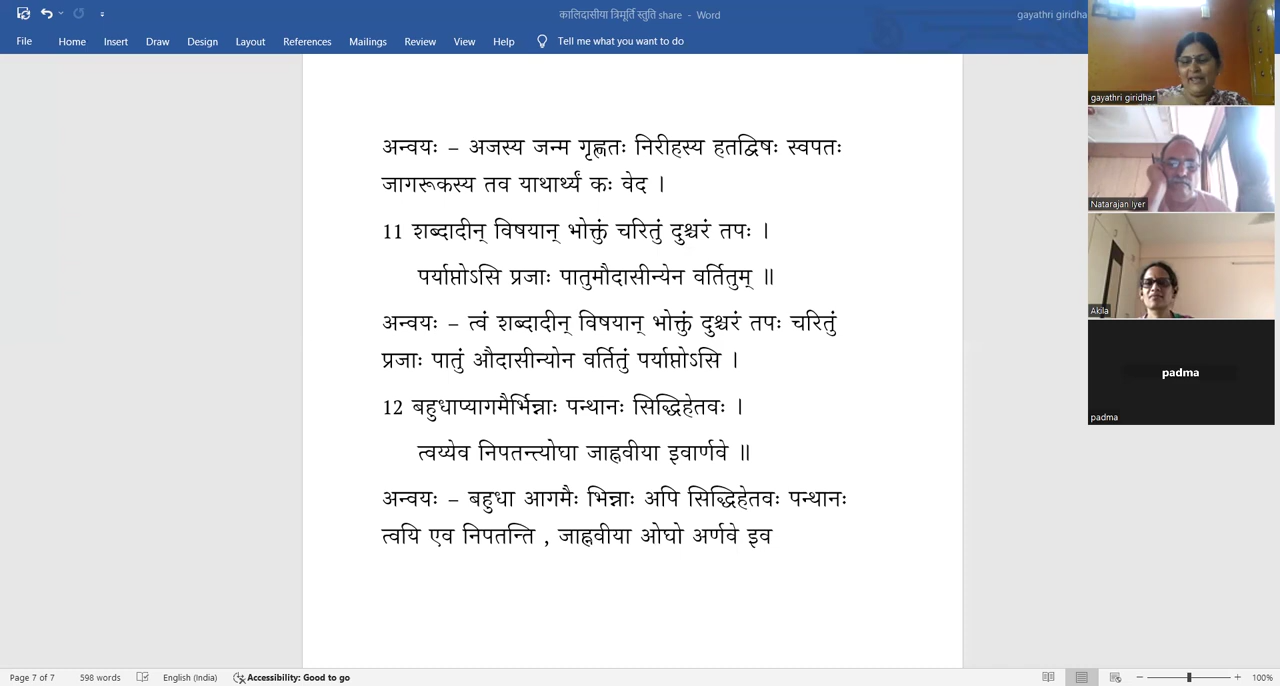 कालिदासीया त्रिमूर्ति स्तुति share - Word
gayathri giridha
File Home Insert Draw Design Layout References Mailings Review View Help Tell me what you want to do
अन्वयः – अजस्य जन्म गृह्णतः निरीहस्य हतद्विषः स्वपतः
जागरूकस्य तव याथार्थ्यं कः वेद ।
11 शब्दादीन् विषयान् भोक्तुं चरितुं दुश्चरं तपः ।
पर्याप्तोऽसि प्रजाः पातुमौदासीन्येन वर्तितुम् ॥
अन्वयः – त्वं शब्दादीन् विषयान् भोक्तुं दुश्चरं तपः चरितुं
प्रजाः पातुं औदासीन्योन वर्तितुं पर्याप्तोऽसि ।
12 बहुधाप्यागमैर्भिन्नाः पन्थानः सिद्धिहेतवः ।
त्वय्येव निपतन्त्योघा जाह्नवीया इवार्णवे ॥
अन्वयः – बहुधा आगमैः भिन्नाः अपि सिद्धिहेतवः पन्थानः
त्वयि एव निपतन्ति , जाह्नवीया ओघो अर्णवे इव
gayathri giridhar
Natarajan Iyer
Akila
padma
padma
Page 7 of 7 598 words English (India) Accessibility: Good to go 100%